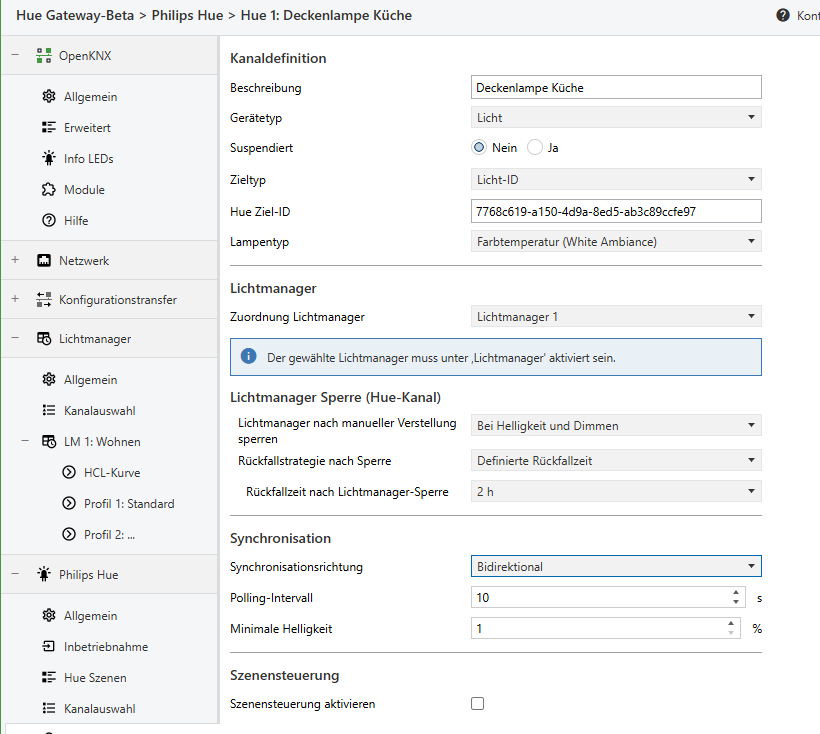 Hue Gateway-Beta > Philips Hue > Hue 1: Deckenlampe Küche
Kont
OpenKNX
Allgemein
Erweitert
Info LEDs
Module
Hilfe
Netzwerk
Konfigurationstransfer
Lichtmanager
Allgemein
Kanalauswahl
LM 1: Wohnen
HCL-Kurve
Profil 1: Standard
Profil 2: ...
Philips Hue
Allgemein
Inbetriebnahme
Hue Szenen
Kanalauswahl
Kanaldefinition
Beschreibung Deckenlampe Küche
Gerätetyp Licht
Suspendiert Nein Ja
Zieltyp Licht-ID
Hue Ziel-ID 7768c619-a150-4d9a-8ed5-ab3c89ccfe97
Lampentyp Farbtemperatur (White Ambiance)
Lichtmanager
Zuordnung Lichtmanager Lichtmanager 1
Der gewählte Lichtmanager muss unter ‚Lichtmanager' aktiviert sein.
Lichtmanager Sperre (Hue-Kanal)
Lichtmanager nach manueller Verstellung
sperren
Bei Helligkeit und Dimmen
Rückfallstrategie nach Sperre Definierte Rückfallzeit
Rückfallzeit nach Lichtmanager-Sperre 2 h
Synchronisation
Synchronisationsrichtung Bidirektional
Polling-Intervall 10 s
Minimale Helligkeit 1 %
Szenensteuerung
Szenensteuerung aktivieren